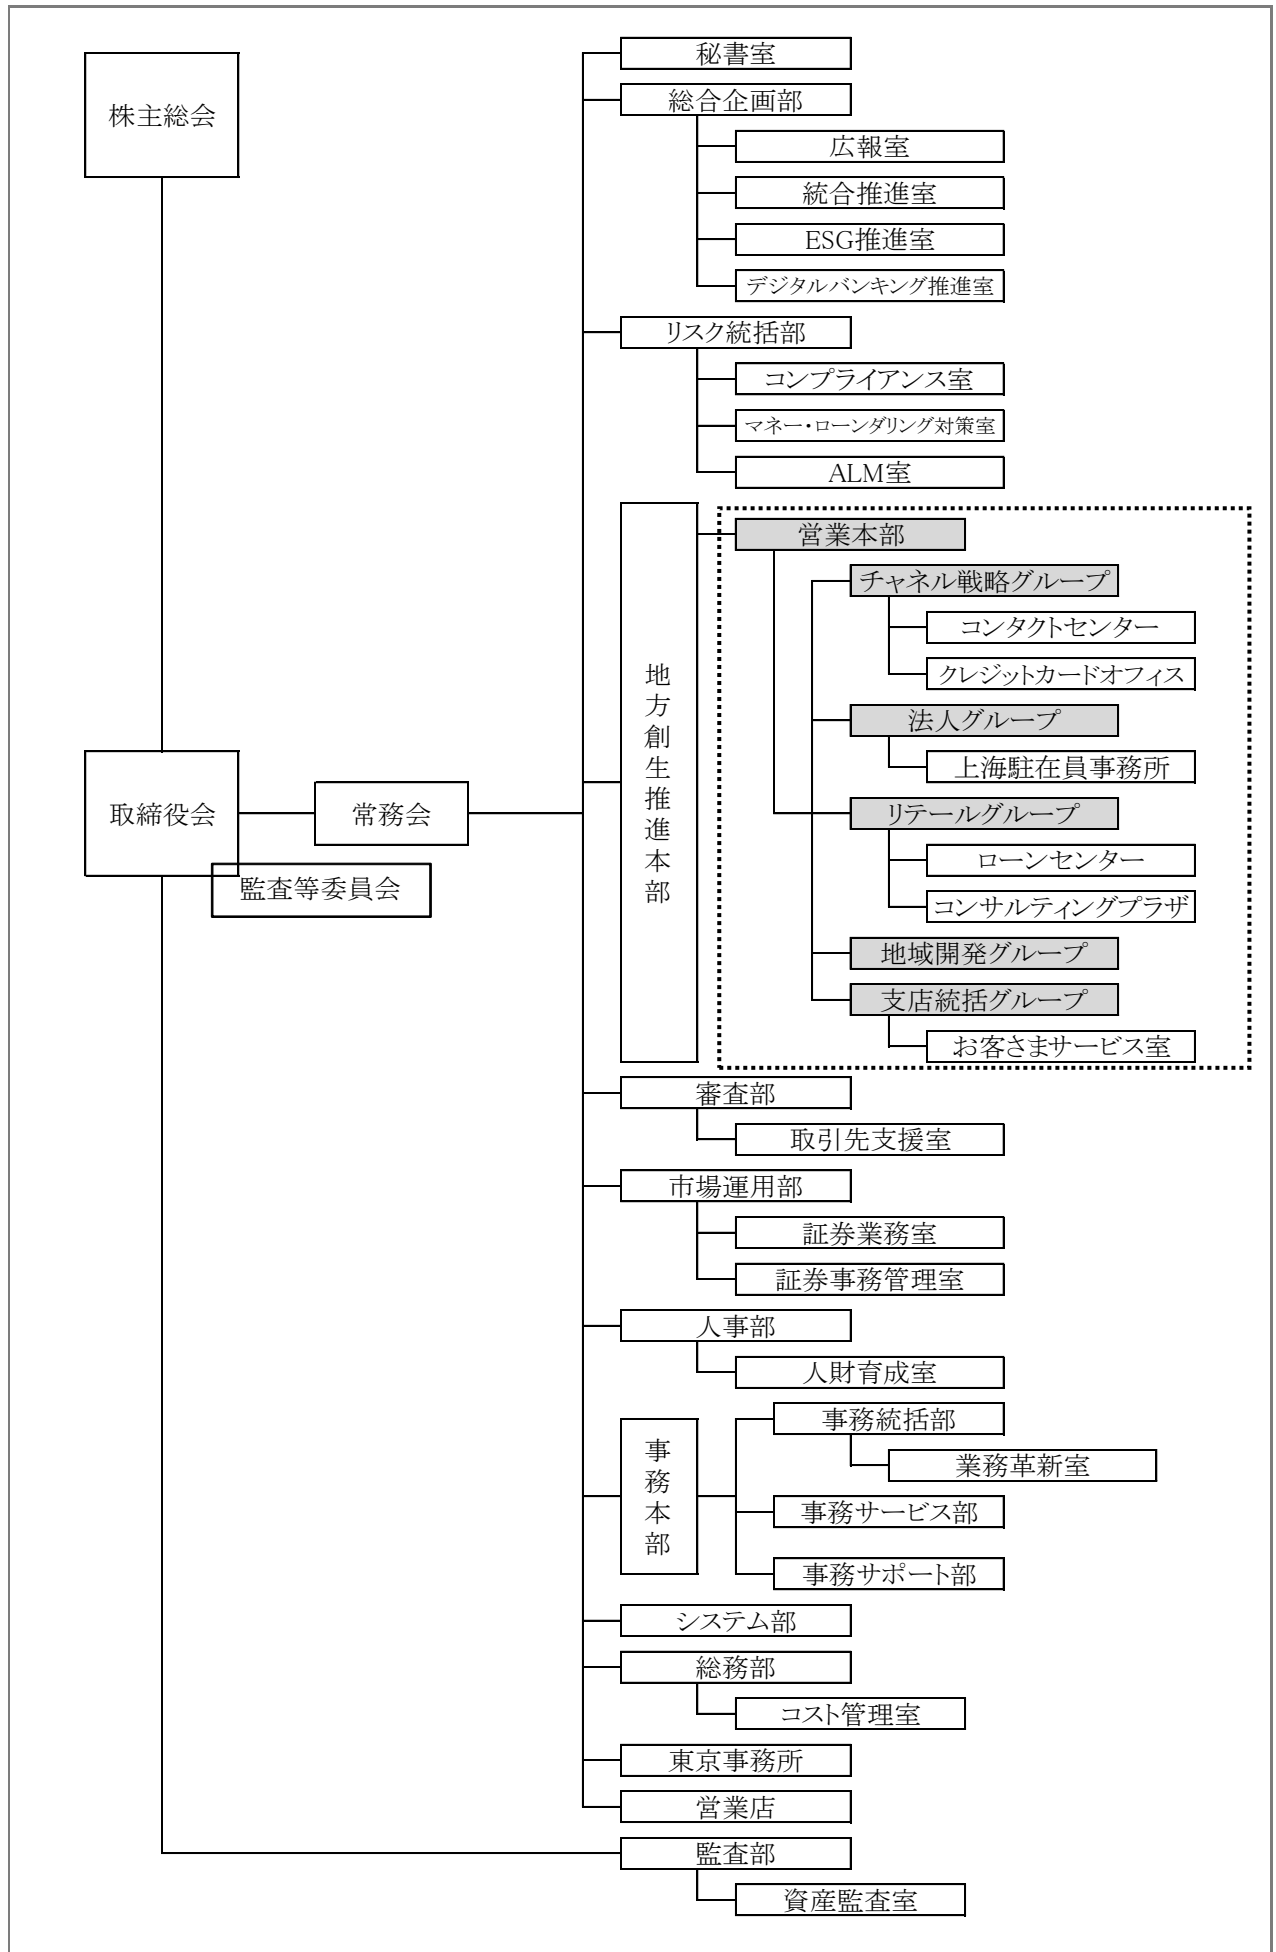 株主総会
取締役会
監査等委員会
常務会
秘書室
総合企画部
広報室
統合推進室
ESG推進室
デジタルバンキング推進室
リスク統括部
コンプライアンス室
マネー・ローンダリング対策室
ALM室
地方創生推進本部
営業本部
チャネル戦略グループ
コンタクトセンター
クレジットカードオフィス
法人グループ
上海駐在員事務所
リテールグループ
ローンセンター
コンサルティングプラザ
地域開発グループ
支店統括グループ
お客さまサービス室
審査部
取引先支援室
市場運用部
証券業務室
証券事務管理室
人事部
人財育成室
事務本部
事務統括部
業務革新室
事務サービス部
事務サポート部
システム部
総務部
コスト管理室
東京事務所
営業店
監査部
資産監査室